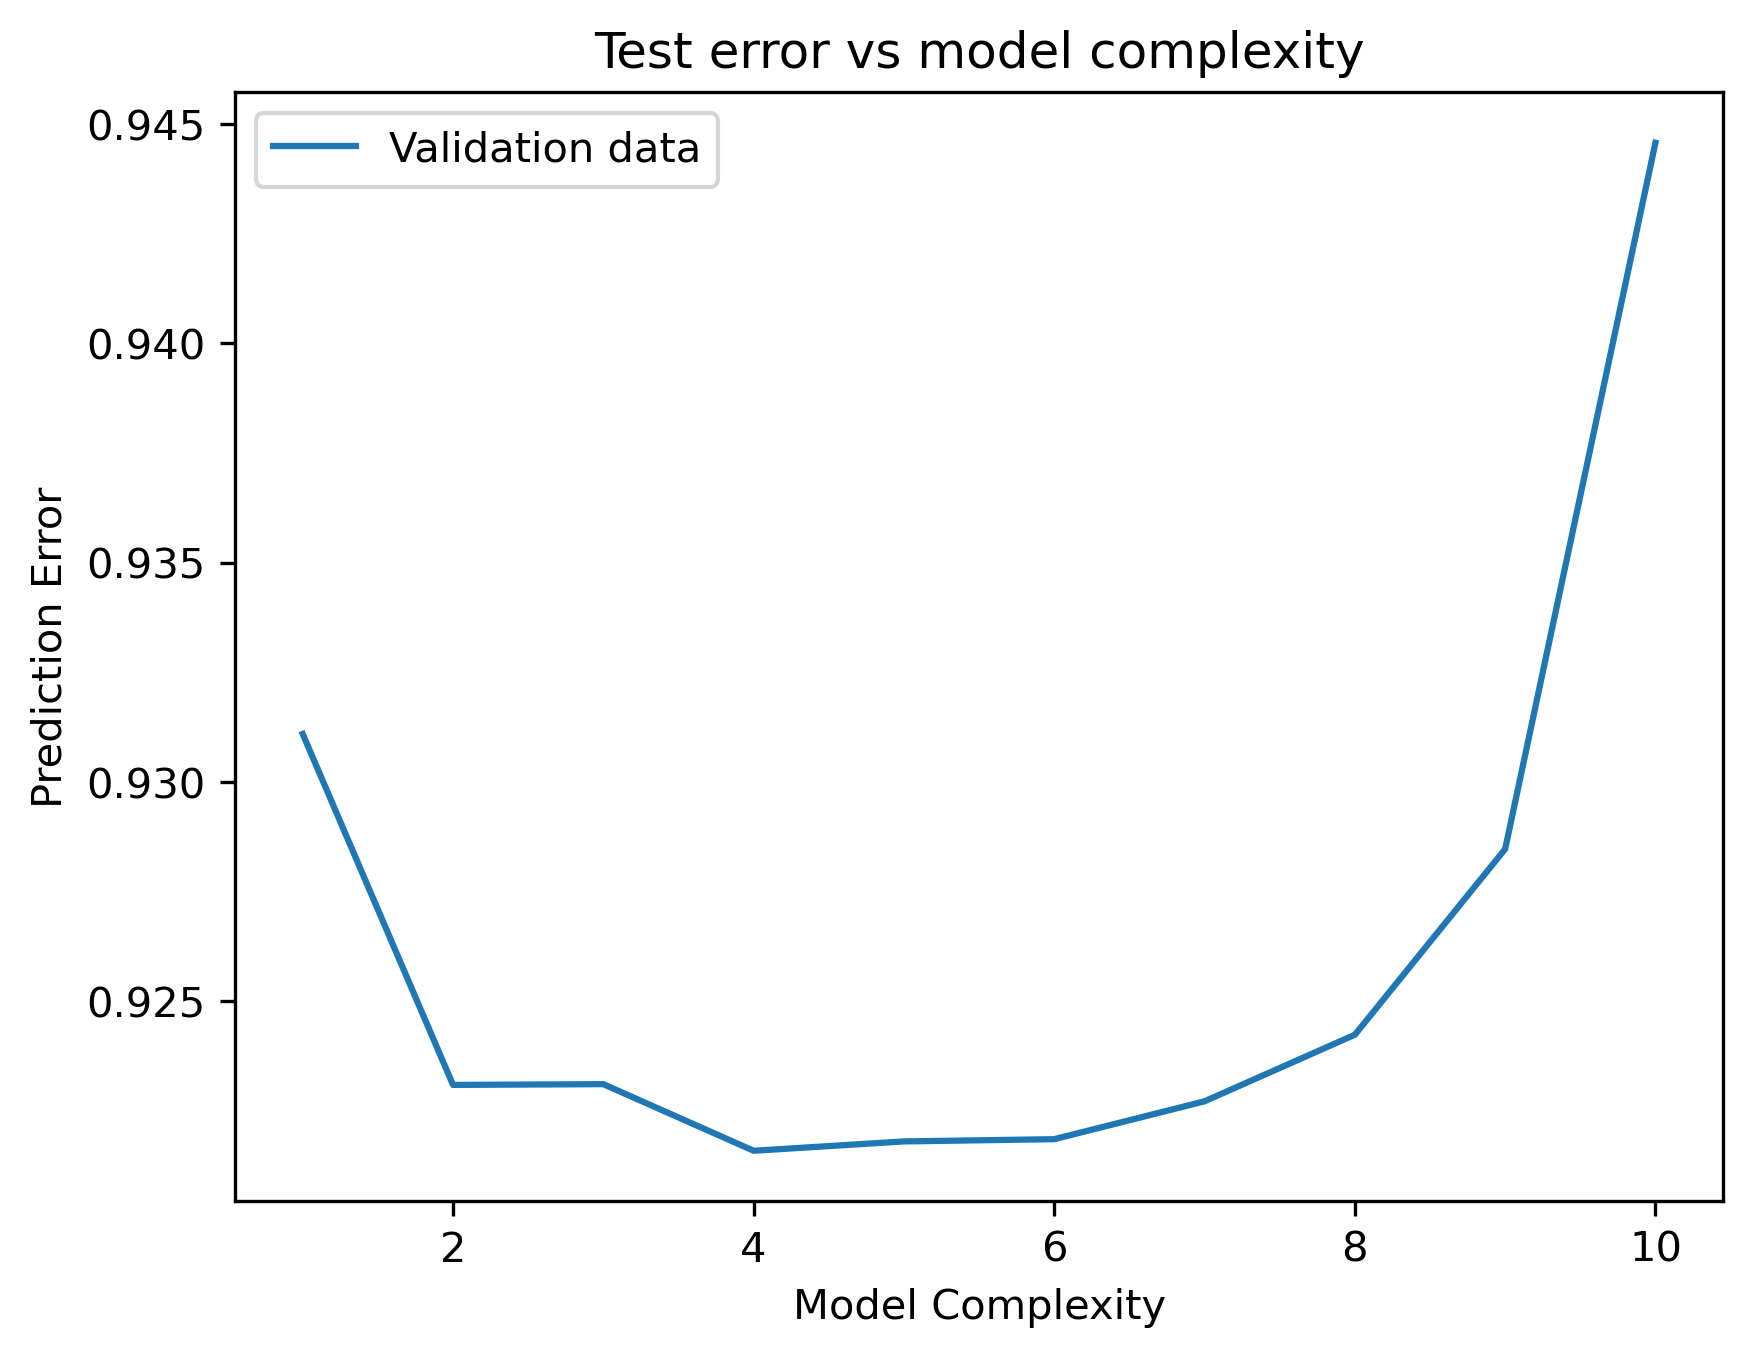 Test error vs model complexity
Validation data
0.945
0.940
0.935
0.930
0.925
Prediction Error
2 4 6 8 10
Model Complexity